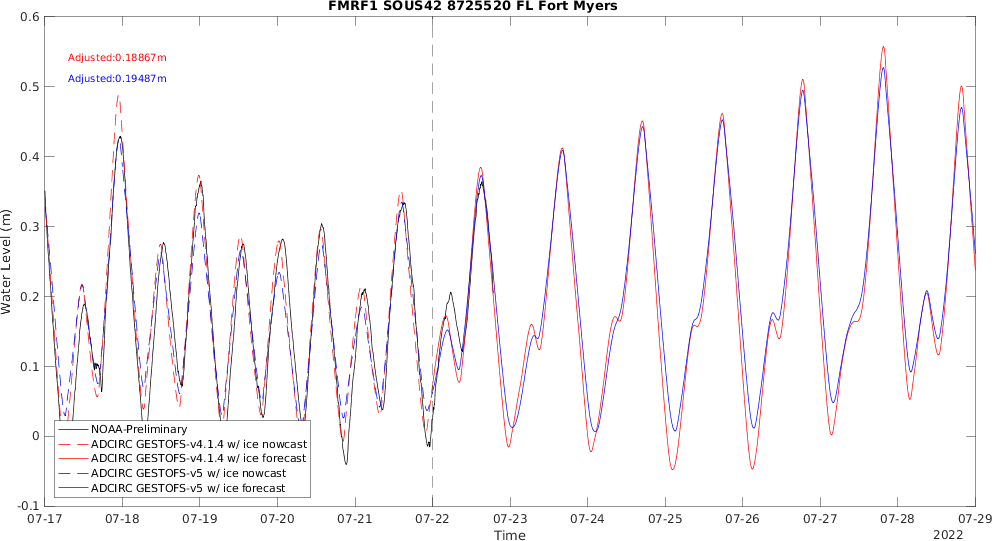 FMRF1 SOUS42 8725520 FL Fort Myers
0.6
0.5
0.4
0.3
0.2
0.1
0
-0.1
Water Level (m)
Adjusted:0.18867m
Adjusted:0.19487m
NOAA-Preliminary
ADCIRC GESTOFS-v4.1.4 w/ ice nowcast
ADCIRC GESTOFS-v4.1.4 w/ ice forecast
ADCIRC GESTOFS-v5 w/ ice nowcast
ADCIRC GESTOFS-v5 w/ ice forecast
07-17 07-18 07-19 07-20 07-21 07-22 07-23 07-24 07-25 07-26 07-27 07-28 07-29
Time
2022